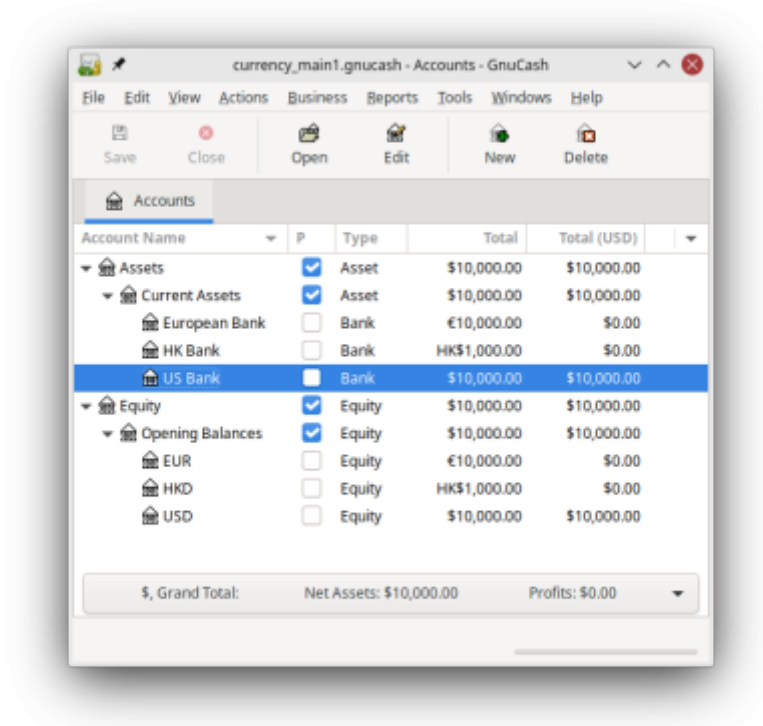 currency_main1.gnucash - Accounts - GnuCash
File Edit View Actions Business Reports Tools Windows Help
Save Close Open Edit New Delete
Accounts
Account Name P Type Total Total (USD)
Assets Asset $10,000.00 $10,000.00
Current Assets Asset $10,000.00 $10,000.00
European Bank Bank €10,000.00 $0.00
HK Bank Bank HK$1,000.00 $0.00
US Bank Bank $10,000.00 $10,000.00
Equity Equity $10,000.00 $10,000.00
Opening Balances Equity $10,000.00 $10,000.00
EUR Equity €10,000.00 $0.00
HKD Equity HK$1,000.00 $0.00
USD Equity $10,000.00 $10,000.00
$, Grand Total: Net Assets: $10,000.00 Profits: $0.00